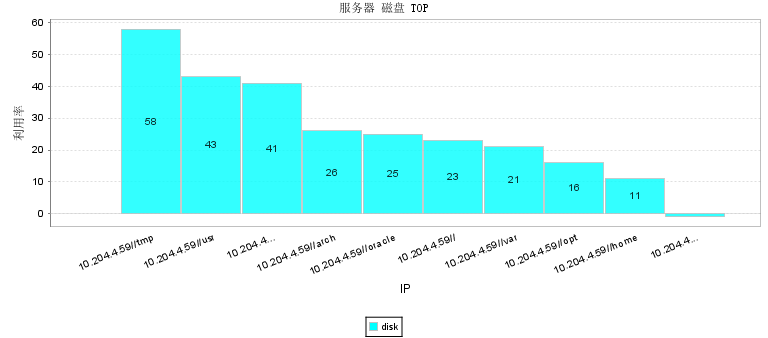 服务器 磁盘 TOP
利用率
60
50
40
30
20
10
0
58
43
41
26
25
23
21
16
11
10.204.4.59//tmp
10.204.4.59//usr
10.204.4...
10.204.4.59//arch
10.204.4.59//oracle
10.204.4.59//
10.204.4.59//var
10.204.4.59//opt
10.204.4.59//home
10.204.4...
IP
disk